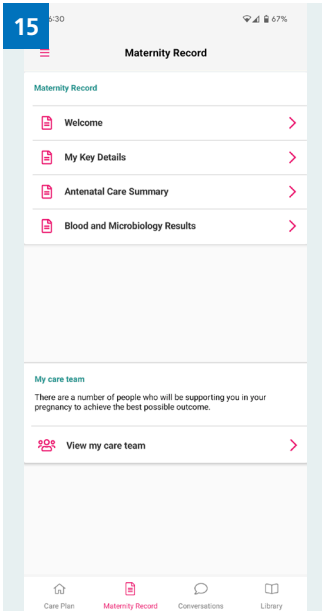 15
6:30
67%
Maternity Record
Maternity Record
Welcome
My Key Details
Antenatal Care Summary
Blood and Microbiology Results
My care team
There are a number of people who will be supporting you in your
pregnancy to achieve the best possible outcome.
View my care team
Care Plan
Maternity Record
Conversations
Library